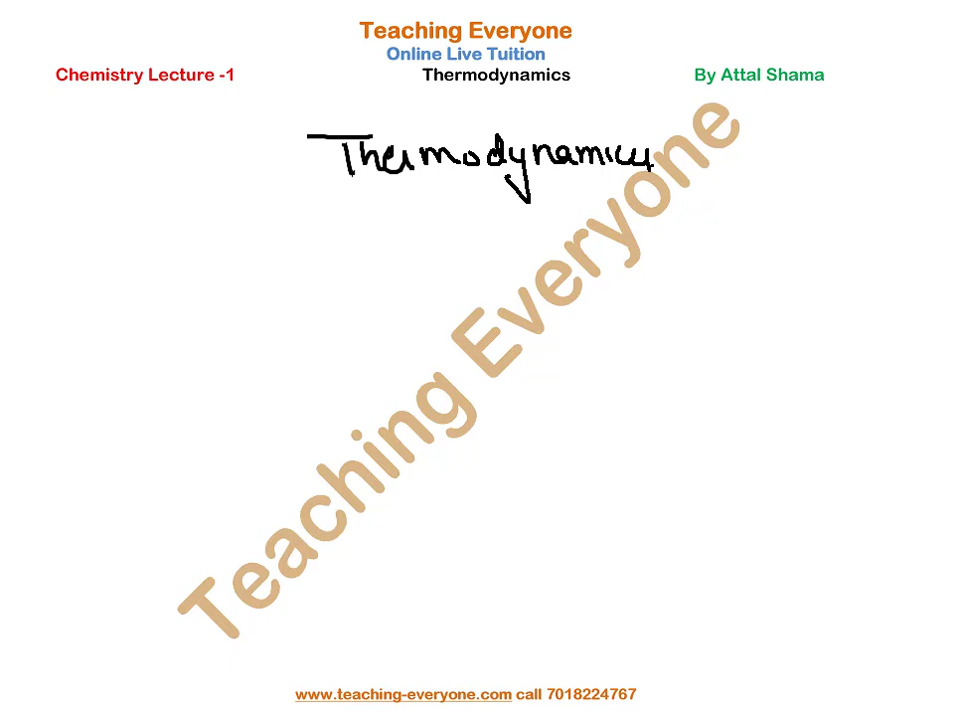 Teaching Everyone
Online Live Tuition
Chemistry Lecture -1 Thermodynamics By Attal Shama
Thermodynamics
Teaching Everyone
www.teaching-everyone.com call 7018224767